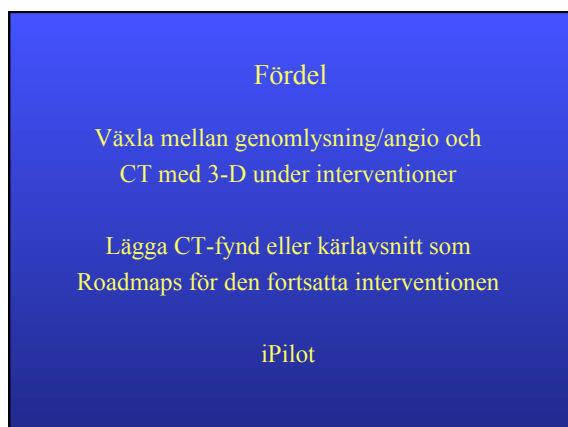 Fördel
Växla mellan genomlysning/angio och
CT med 3-D under interventioner
Lägga CT-fynd eller kärlavsnitt som
Roadmaps för den fortsatta interventionen
iPilot